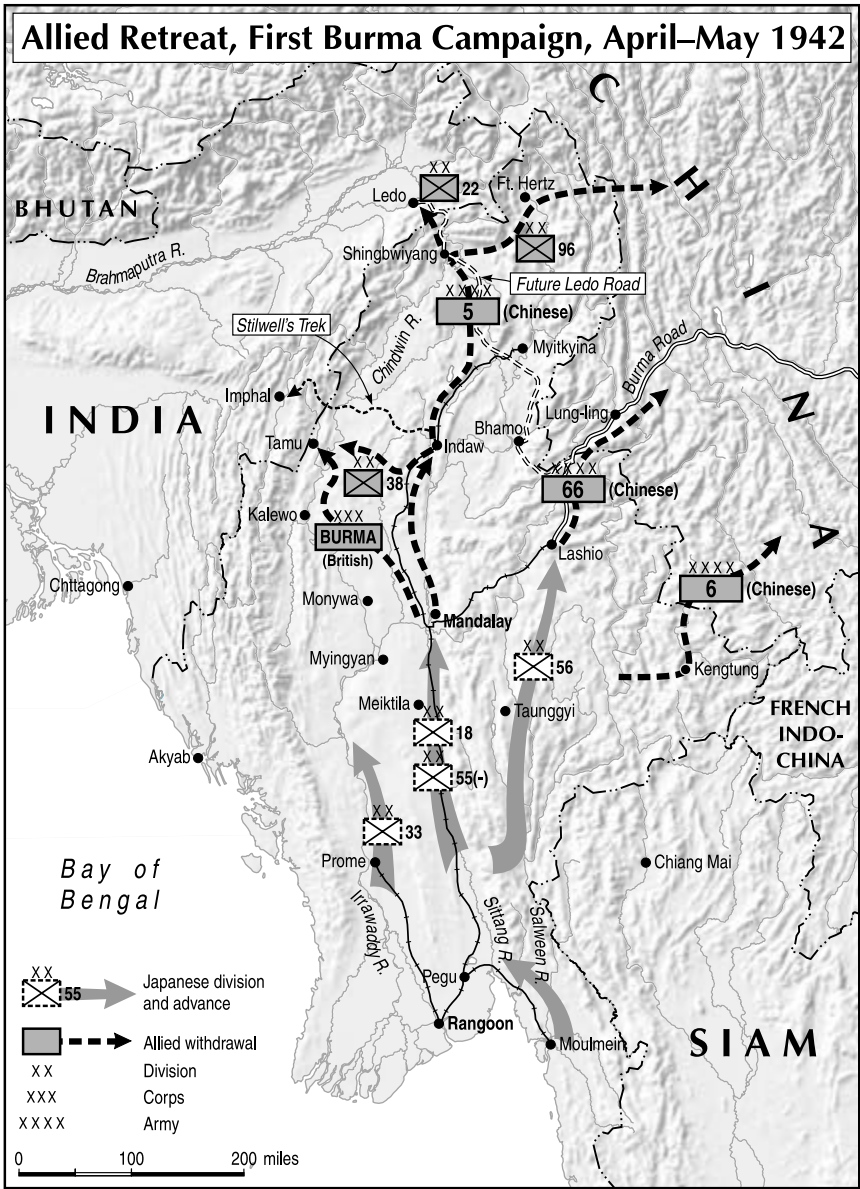 Allied Retreat, First Burma Campaign, April–May 1942
C
H
I
N
A
XX
22
Ledo
Ft. Hertz
BHUTAN
XX
96
Shingbwiyang
Brahmaputra R.
Future Ledo Road
XXXX
5
(Chinese)
Stilwell's Trek
Chindwin R.
Myitkyina
Burma Road
Imphal
INDIA
Lung-ling
Bhamo
Tamu
Indaw
XX
38
XXXX
66
(Chinese)
Kalewo
XXX
BURMA
(British)
Lashio
XXXX
6
(Chinese)
Chttagong
Monywa
Mandalay
Myingyan
XX
56
Kengtung
Meiktila
Taunggyi
FRENCH
INDO-
CHINA
XX
18
Akyab
XX
55(-)
XX
33
Prome
Chiang Mai
Bay of
Bengal
Irrawaddy R.
Sittang R.
Salween R.
Pegu
Rangoon
Moulmein
SIAM
XX
55
Japanese division
and advance
Allied withdrawal
XX
Division
XXX
Corps
XXXX
Army
0 100 200 miles